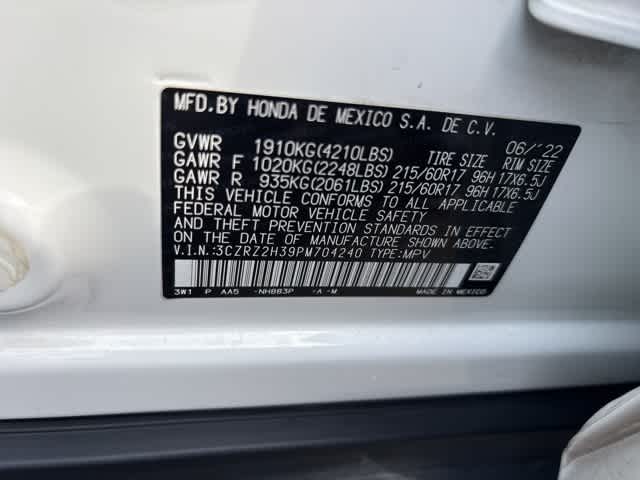 MFD.BY HONDA DE MEXICO S.A. DE C.V.
06/'22
GVWR 1910KG(4210LBS) TIRE SIZE RIM SIZE
GAWR F 1020KG(2248LBS) 215/60R17 96H 17X6.5J
GAWR R 935KG(2061LBS) 215/60R17 96H 17X6.5J
THIS VEHICLE CONFORMS TO ALL APPLICABLE
FEDERAL MOTOR VEHICLE SAFETY
AND THEFT PREVENTION STANDARDS IN EFFECT
ON THE DATE OF MANUFACTURE SHOWN ABOVE.
V.I.N.:3CZRZ2H39PM704240 TYPE:MPV
3W1 P AA5 -NH883P -A -M
MADE IN MEXICO